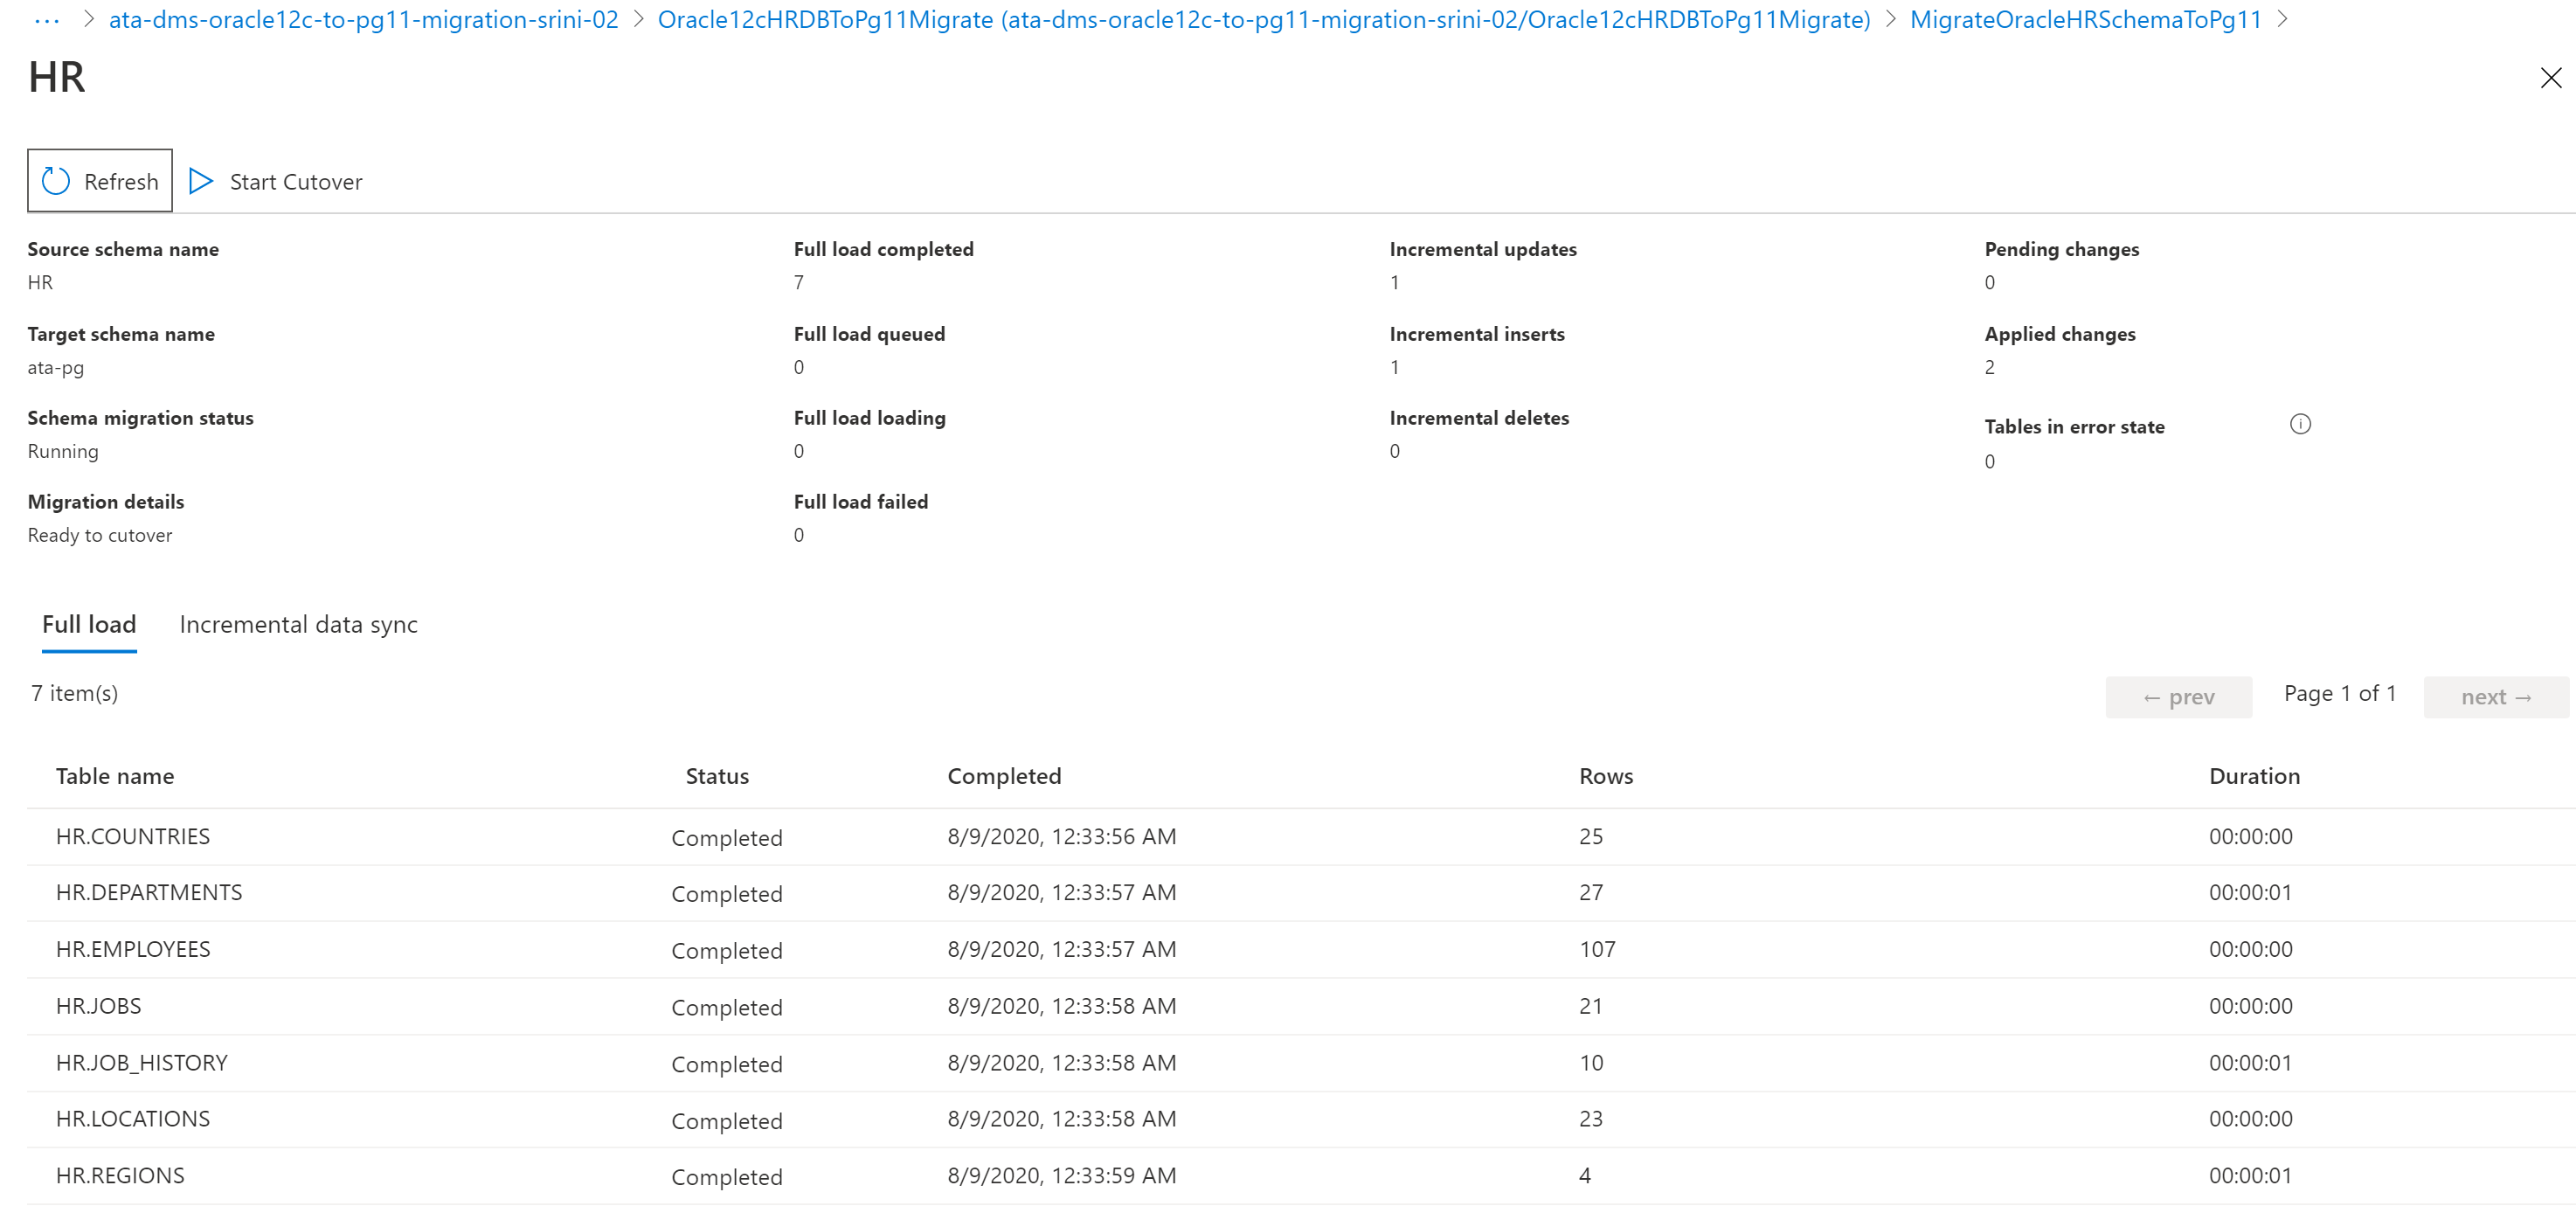 ... > ata-dms-oracle12c-to-pg11-migration-srini-02 > Oracle12cHRDBToPg11Migrate (ata-dms-oracle12c-to-pg11-migration-srini-02/Oracle12cHRDBToPg11Migrate) > MigrateOracleHRSchemaToPg11 >
HR
Refresh Start Cutover
Source schema name Full load completed Incremental updates Pending changes
HR 7 1 0
Target schema name Full load queued Incremental inserts Applied changes
ata-pg 0 1 2
Schema migration status Full load loading Incremental deletes Tables in error state
Running 0 0 0
Migration details Full load failed
Ready to cutover 0
Full load Incremental data sync
7 item(s) ← prev Page 1 of 1 next →
Table name Status Completed Rows Duration
HR.COUNTRIES Completed 8/9/2020, 12:33:56 AM 25 00:00:00
HR.DEPARTMENTS Completed 8/9/2020, 12:33:57 AM 27 00:00:01
HR.EMPLOYEES Completed 8/9/2020, 12:33:57 AM 107 00:00:00
HR.JOBS Completed 8/9/2020, 12:33:58 AM 21 00:00:00
HR.JOB_HISTORY Completed 8/9/2020, 12:33:58 AM 10 00:00:01
HR.LOCATIONS Completed 8/9/2020, 12:33:58 AM 23 00:00:00
HR.REGIONS Completed 8/9/2020, 12:33:59 AM 4 00:00:01